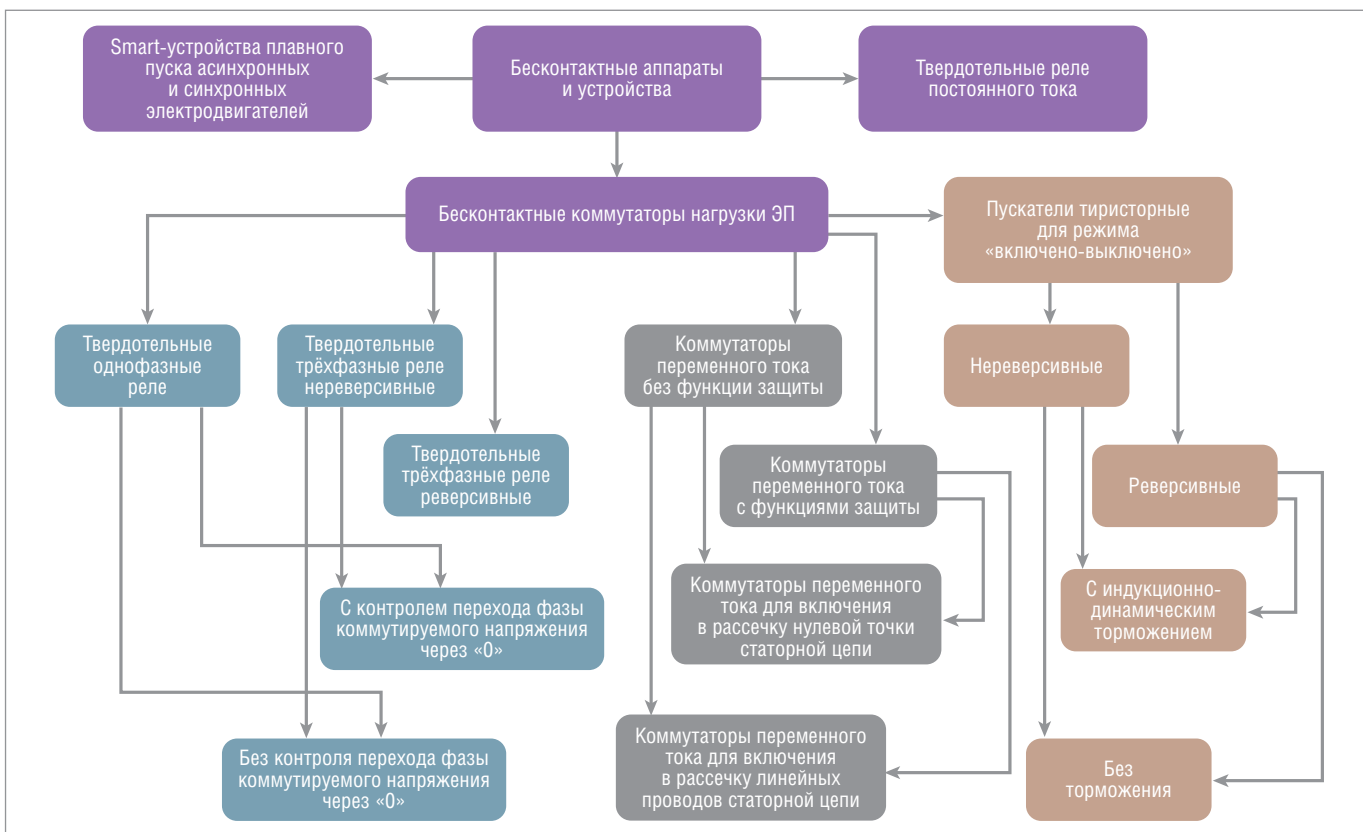 Smart-устройства плавного
пуска асинхронных
и синхронных
электродвигателей
Бесконтактные аппараты
и устройства
Твердотельные реле
постоянного тока
Бесконтактные коммутаторы нагрузки ЭП
Пускатели тиристорные
для режима
«включено-выключено»
Твердотельные
однофазные
реле
Твердотельные
трёхфазные реле
нереверсивные
Коммутаторы
переменного тока
без функции защиты
Нереверсивные
Твердотельные
трёхфазные реле
реверсивные
Коммутаторы
переменного тока
с функциями защиты
Реверсивные
С контролем перехода фазы
коммутируемого напряжения
через «0»
Коммутаторы переменного
тока для включения
в рассечку нулевой точки
статорной цепи
С индукционно-
динамическим
торможением
Без контроля перехода фазы
коммутируемого напряжения
через «0»
Коммутаторы переменного
тока для включения
в рассечку линейных
проводов статорной цепи
Без
торможения